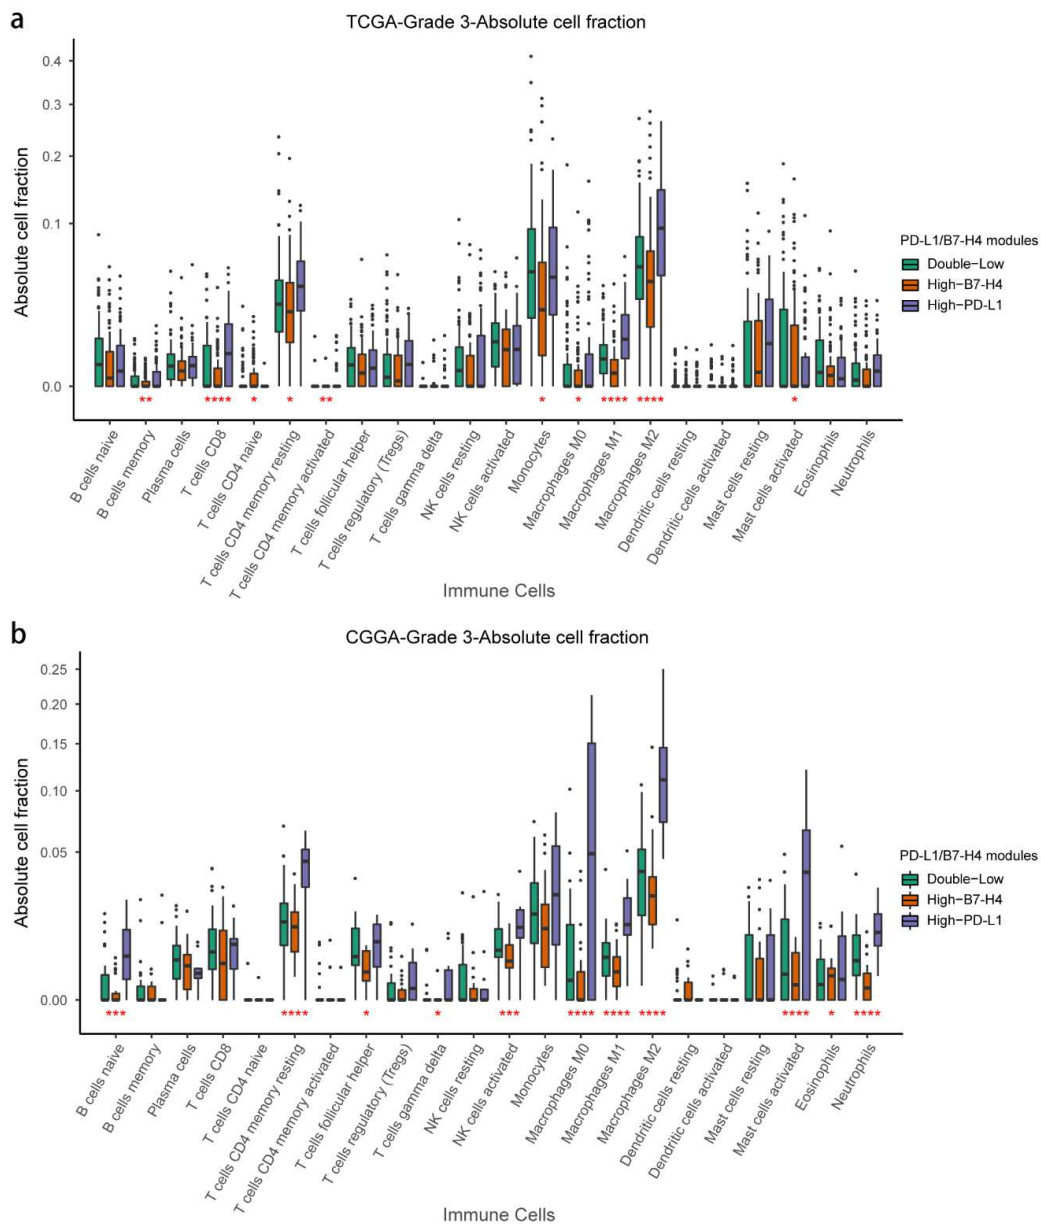 a
TCGA-Grade 3-Absolute cell fraction
Absolute cell fraction
0.4
0.3
0.2
0.1
0.0
** **** * * ** * * **** **** *
B cells naive
B cells memory
Plasma cells
T cells CD8
T cells CD4 naive
T cells CD4 memory resting
T cells CD4 memory activated
T cells follicular helper
T cells regulatory (Tregs)
T cells gamma delta
NK cells resting
NK cells activated
Monocytes
Macrophages M0
Macrophages M1
Macrophages M2
Dendritic cells resting
Dendritic cells activated
Mast cells resting
Mast cells activated
Eosinophils
Neutrophils
Immune Cells
PD-L1/B7-H4 modules
Double−Low
High−B7−H4
High−PD−L1
b
CGGA-Grade 3-Absolute cell fraction
Absolute cell fraction
0.25
0.20
0.15
0.10
0.05
0.00
*** **** * * *** **** **** **** **** * ****
B cells naive
B cells memory
Plasma cells
T cells CD8
T cells CD4 naive
T cells CD4 memory resting
T cells CD4 memory activated
T cells follicular helper
T cells regulatory (Tregs)
T cells gamma delta
NK cells resting
NK cells activated
Monocytes
Macrophages M0
Macrophages M1
Macrophages M2
Dendritic cells resting
Dendritic cells activated
Mast cells resting
Mast cells activated
Eosinophils
Neutrophils
Immune Cells
PD-L1/B7-H4 modules
Double−Low
High−B7−H4
High−PD−L1